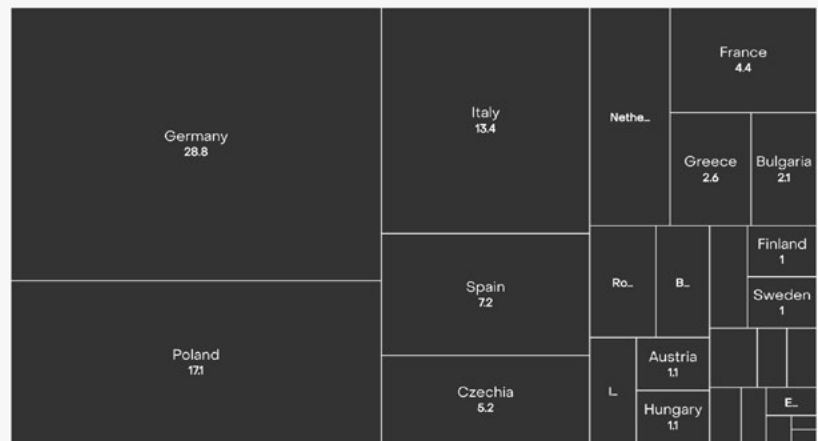 Germany
28.8
Poland
17.1
Italy
13.4
Spain
7.2
Czechia
5.2
Nethe...
France
4.4
Greece
2.6
Bulgaria
2.1
Ro...
B...
Finland
1
Sweden
1
I...
Austria
1.1
Hungary
1.1
E...